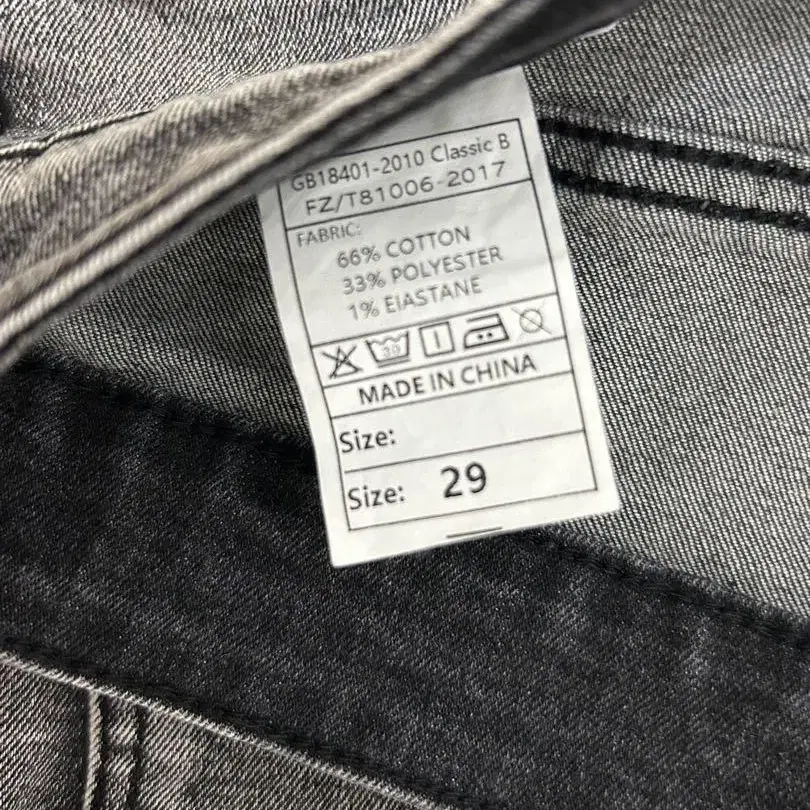 GB18401-2010 Classic B
FZ/T81006-2017
FABRIC:
66% COTTON
33% POLYESTER
1% EIASTANE
30
MADE IN CHINA
Size:
Size: 29